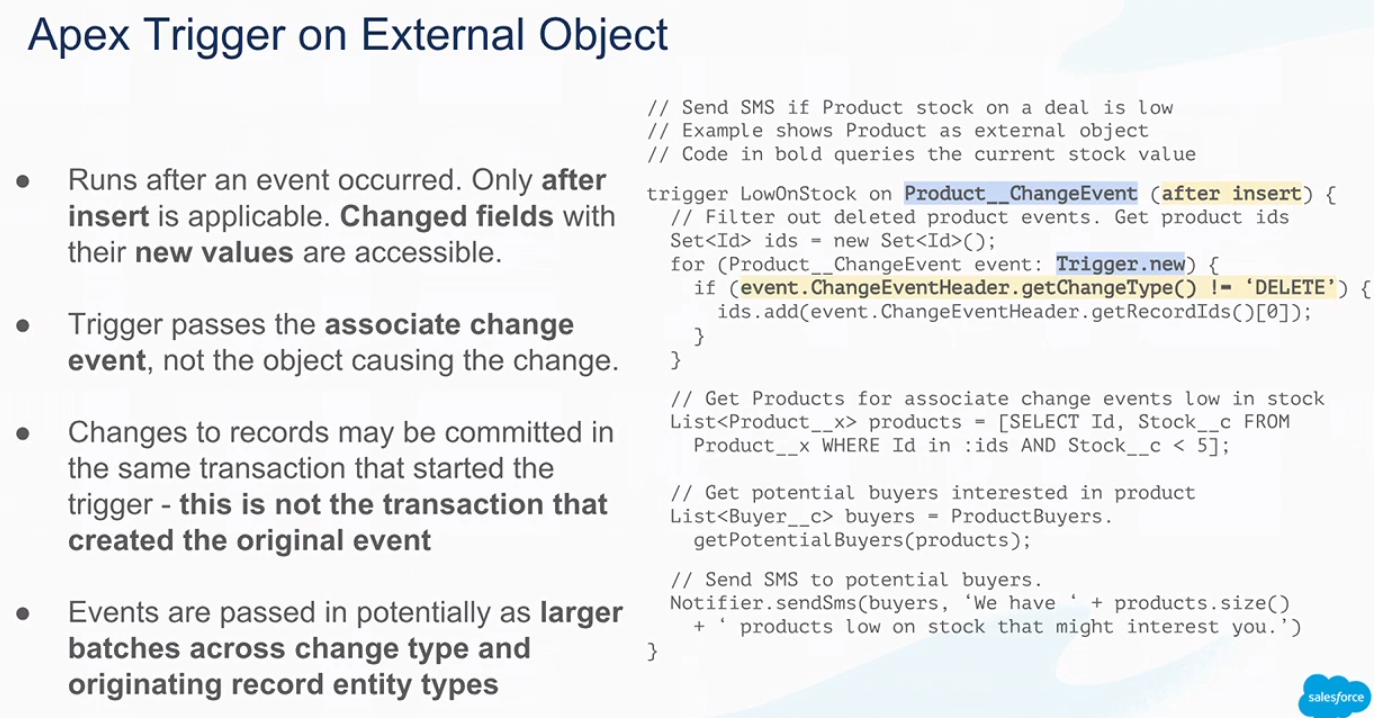 Apex Trigger on External Object
● Runs after an event occurred. Only after
insert is applicable. Changed fields with
their new values are accessible.
● Trigger passes the associate change
event, not the object causing the change.
● Changes to records may be committed in
the same transaction that started the
trigger - this is not the transaction that
created the original event
● Events are passed in potentially as larger
batches across change type and
originating record entity types
// Send SMS if Product stock on a deal is low
// Example shows Product as external object
// Code in bold queries the current stock value
trigger LowOnStock on Product__ChangeEvent (after insert) {
// Filter out deleted product events. Get product ids
Set<Id> ids = new Set<Id>();
for (Product__ChangeEvent event: Trigger.new) {
if (event.ChangeEventHeader.getChangeType() != ‘DELETE’) {
ids.add(event.ChangeEventHeader.getRecordIds()[0]);
}
}
// Get Products for associate change events low in stock
List<Product__x> products = [SELECT Id, Stock__c FROM
Product__x WHERE Id in :ids AND Stock__c < 5];
// Get potential buyers interested in product
List<Buyer__c> buyers = ProductBuyers.
getPotentialBuyers(products);
// Send SMS to potential buyers.
Notifier.sendSms(buyers, ‘We have ‘ + products.size()
+ ‘ products low on stock that might interest you.’)
}
salesforce